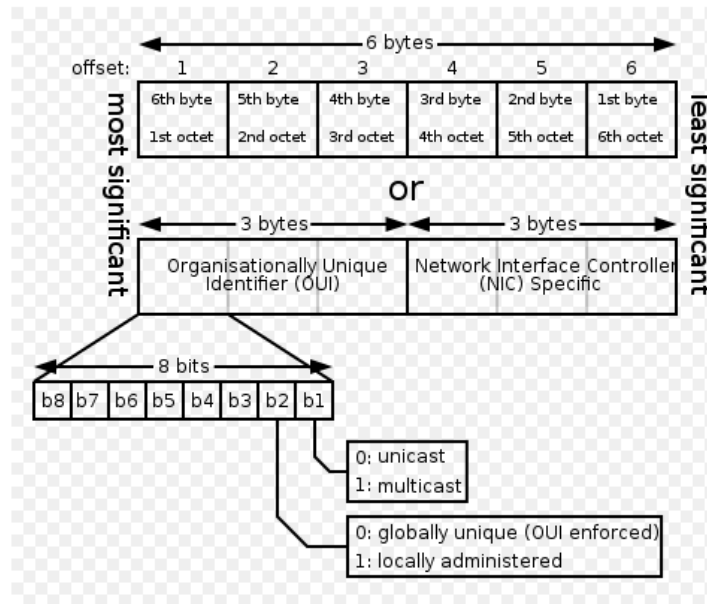 6 bytes
offset: 1 2 3 4 5 6
6th byte 5th byte 4th byte 3rd byte 2nd byte 1st byte
1st octet 2nd octet 3rd octet 4th octet 5th octet 6th octet
most significant
least significant
or
3 bytes 3 bytes
Organisationally Unique
Identifier (OUI)
Network Interface Controller
(NIC) Specific
8 bits
b8 b7 b6 b5 b4 b3 b2 b1
0: unicast
1: multicast
0: globally unique (OUI enforced)
1: locally administered